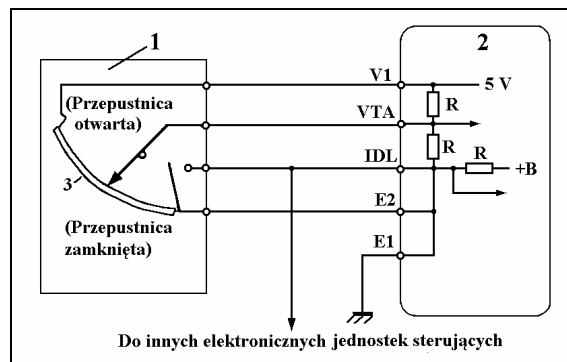 1
2
(Przepustnica
otwarta)
V1
5 V
R
VTA
R
IDL
R
+B
3
E2
(Przepustnica
zamknięta)
E1
Do innych elektronicznych jednostek sterujących